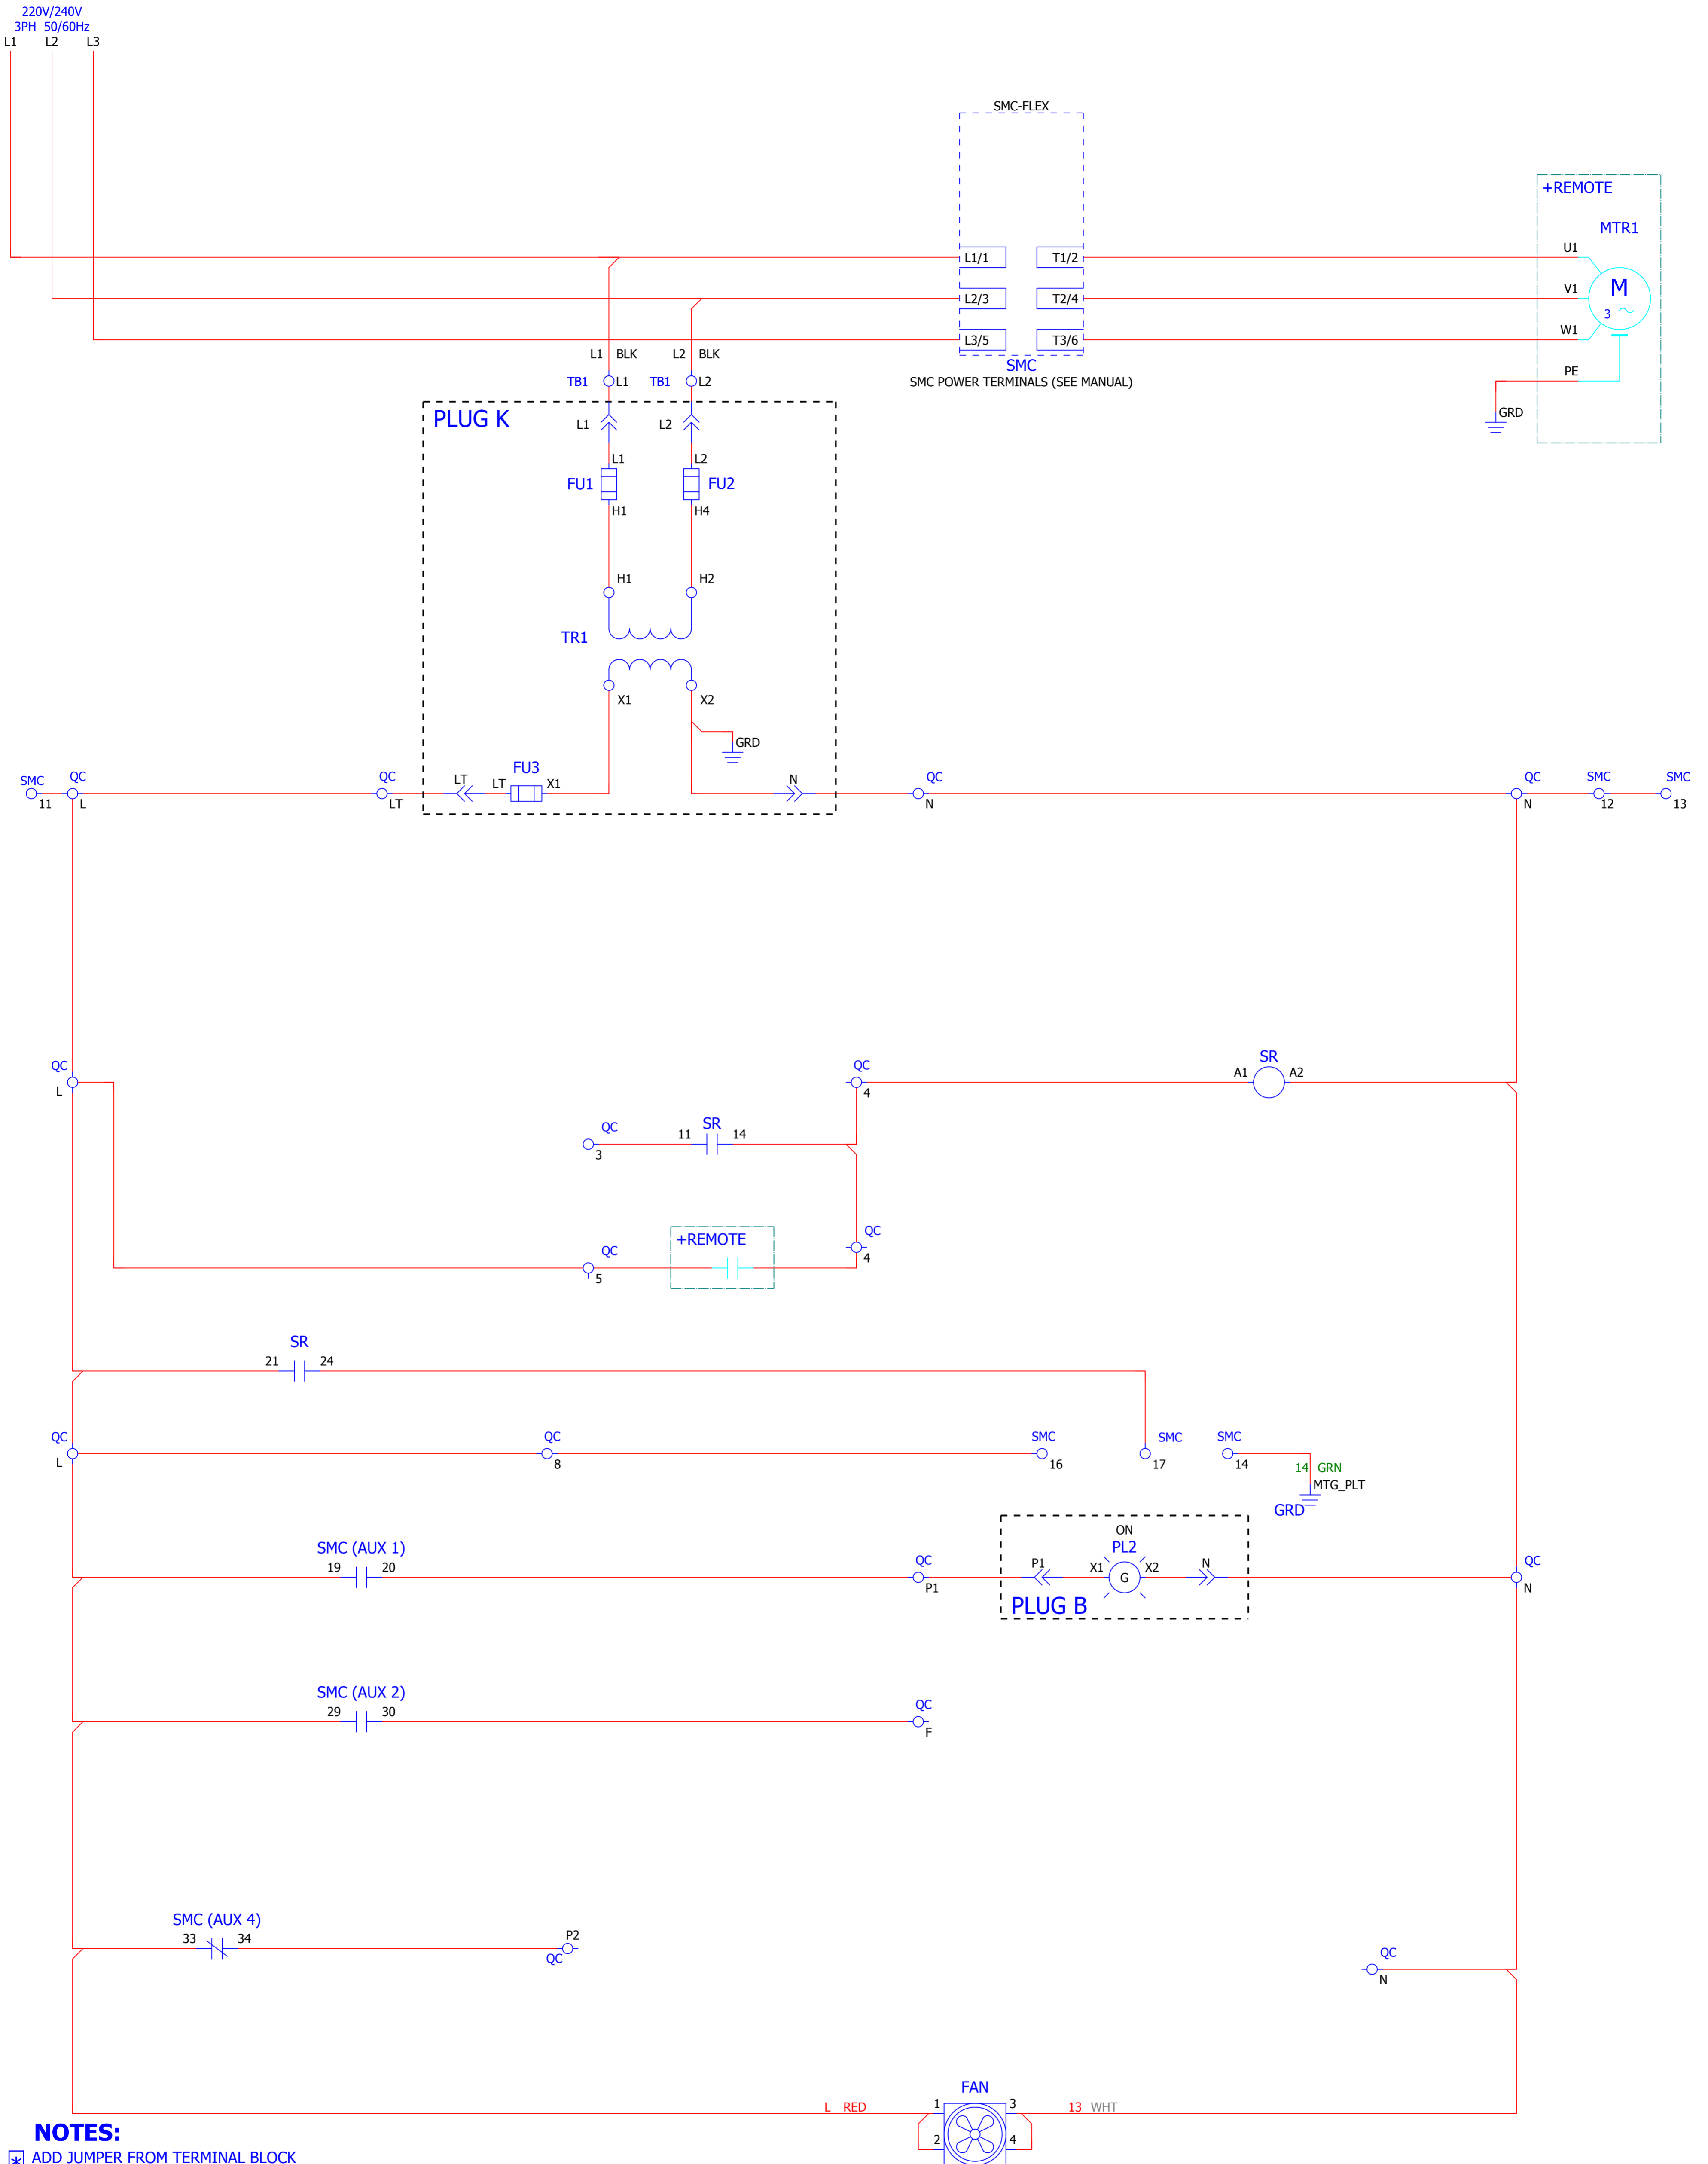 220V/240V
3PH 50/60Hz
L1 L2 L3
SMC-FLEX
+REMOTE
MTR1
U1
L1/1 T1/2
V1
M
3
L2/3 T2/4
W1
L3/5 T3/6
L1 BLK L2 BLK
SMC
PE
TB1 L1 TB1 L2
SMC POWER TERMINALS (SEE MANUAL)
PLUG K
GRD
L1 L2
L1 L2
FU1 FU2
H1 H4
H1 H2
TR1
X1 X2
GRD
SMC QC QC LT LT FU3 X1 N QC QC SMC SMC
11 L LT N N 12 13
QC QC SR
L 4 A1 A2
QC 11 SR 14
3
QC +REMOTE QC
5 4
SR
21 24
QC QC SMC SMC SMC
L 8 16 17 14
14 GRN
MTG_PLT
GRD
ON
SMC (AUX 1) PL2
19 20 QC P1 X1 G X2 N QC
P1 N
PLUG B
SMC (AUX 2)
29 30 QC
F
SMC (AUX 4)
33 34 P2
QC QC
N
FAN
L RED 1 3 13 WHT
2 4
NOTES:
* ADD JUMPER FROM TERMINAL BLOCK